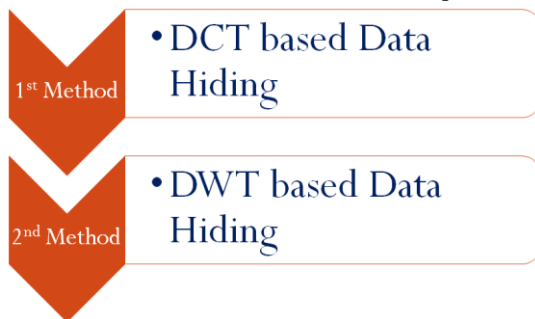 1st Method
• DCT based Data
Hiding
2nd Method
• DWT based Data
Hiding